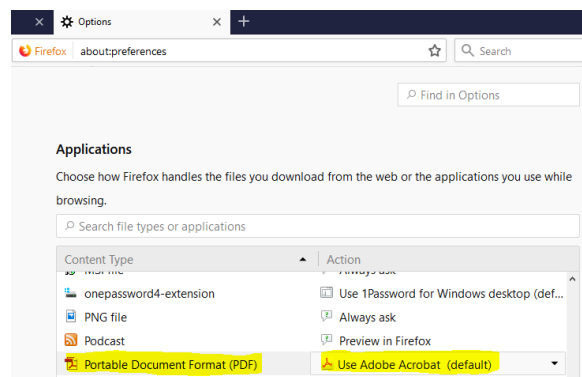 Options
Firefox about:preferences Search
Find in Options
Applications
Choose how Firefox handles the files you download from the web or the applications you use while
browsing.
Search file types or applications
Content Type Action
MSI file Always ask
onepassword4-extension Use 1Password for Windows desktop (def...
PNG file Always ask
Podcast Preview in Firefox
Portable Document Format (PDF) Use Adobe Acrobat (default)